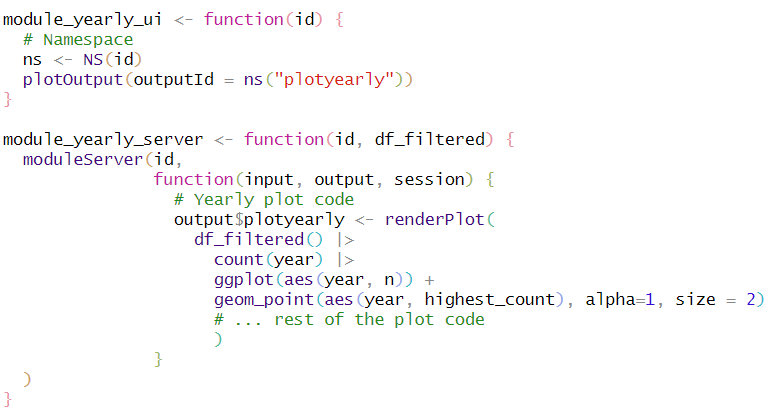 module_yearly_ui <- function(id) {
  # Namespace
  ns <- NS(id)
  plotOutput(outputId = ns("plotyearly"))
}

module_yearly_server <- function(id, df_filtered) {
  moduleServer(id,
               function(input, output, session) {
                 # Yearly plot code
                 output$plotyearly <- renderPlot(
                   df_filtered() |>
                     count(year) |>
                     ggplot(aes(year, n)) +
                     geom_point(aes(year, highest_count), alpha=1, size = 2)
                     # ... rest of the plot code
                     )
               }
  )
}